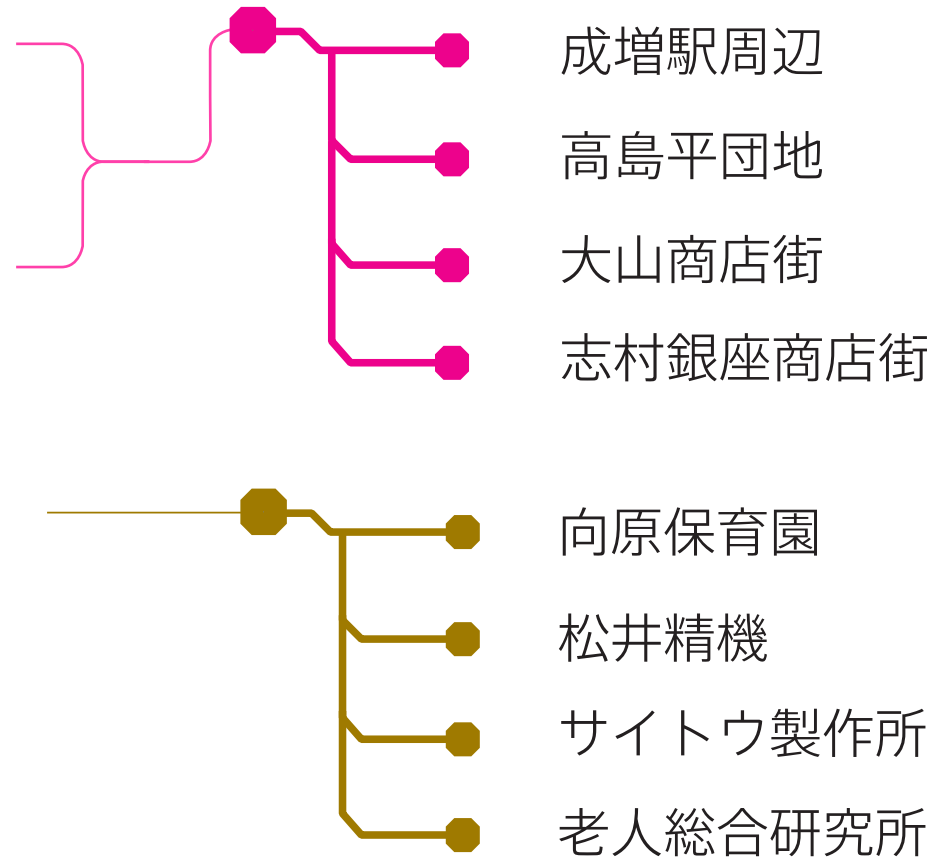 成増駅周辺
高島平団地
大山商店街
志村銀座商店街
向原保育園
松井精機
サイトウ製作所
老人総合研究所